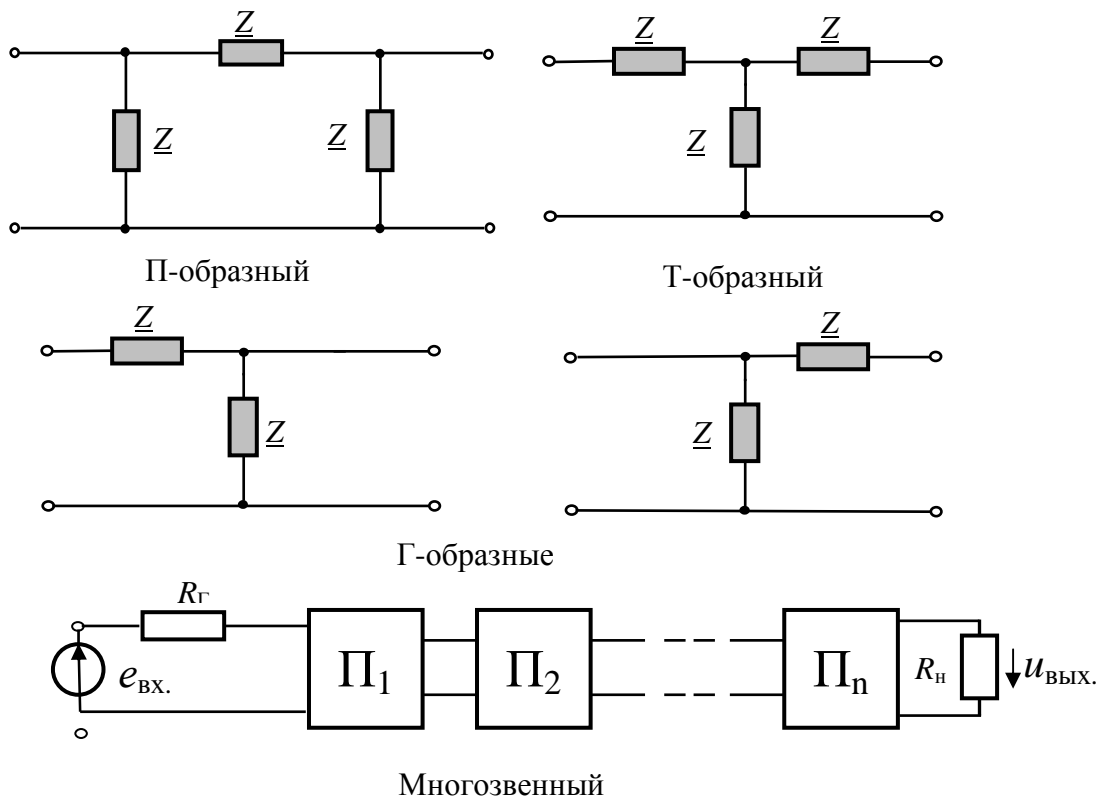 Z
Z Z
Z Z
Z
П-образный
Т-образный
Z
Z
Z
Z
Г-образные
RГ
eвх.
П1 П2 Пn
Rн
uвых.
Многозвенный